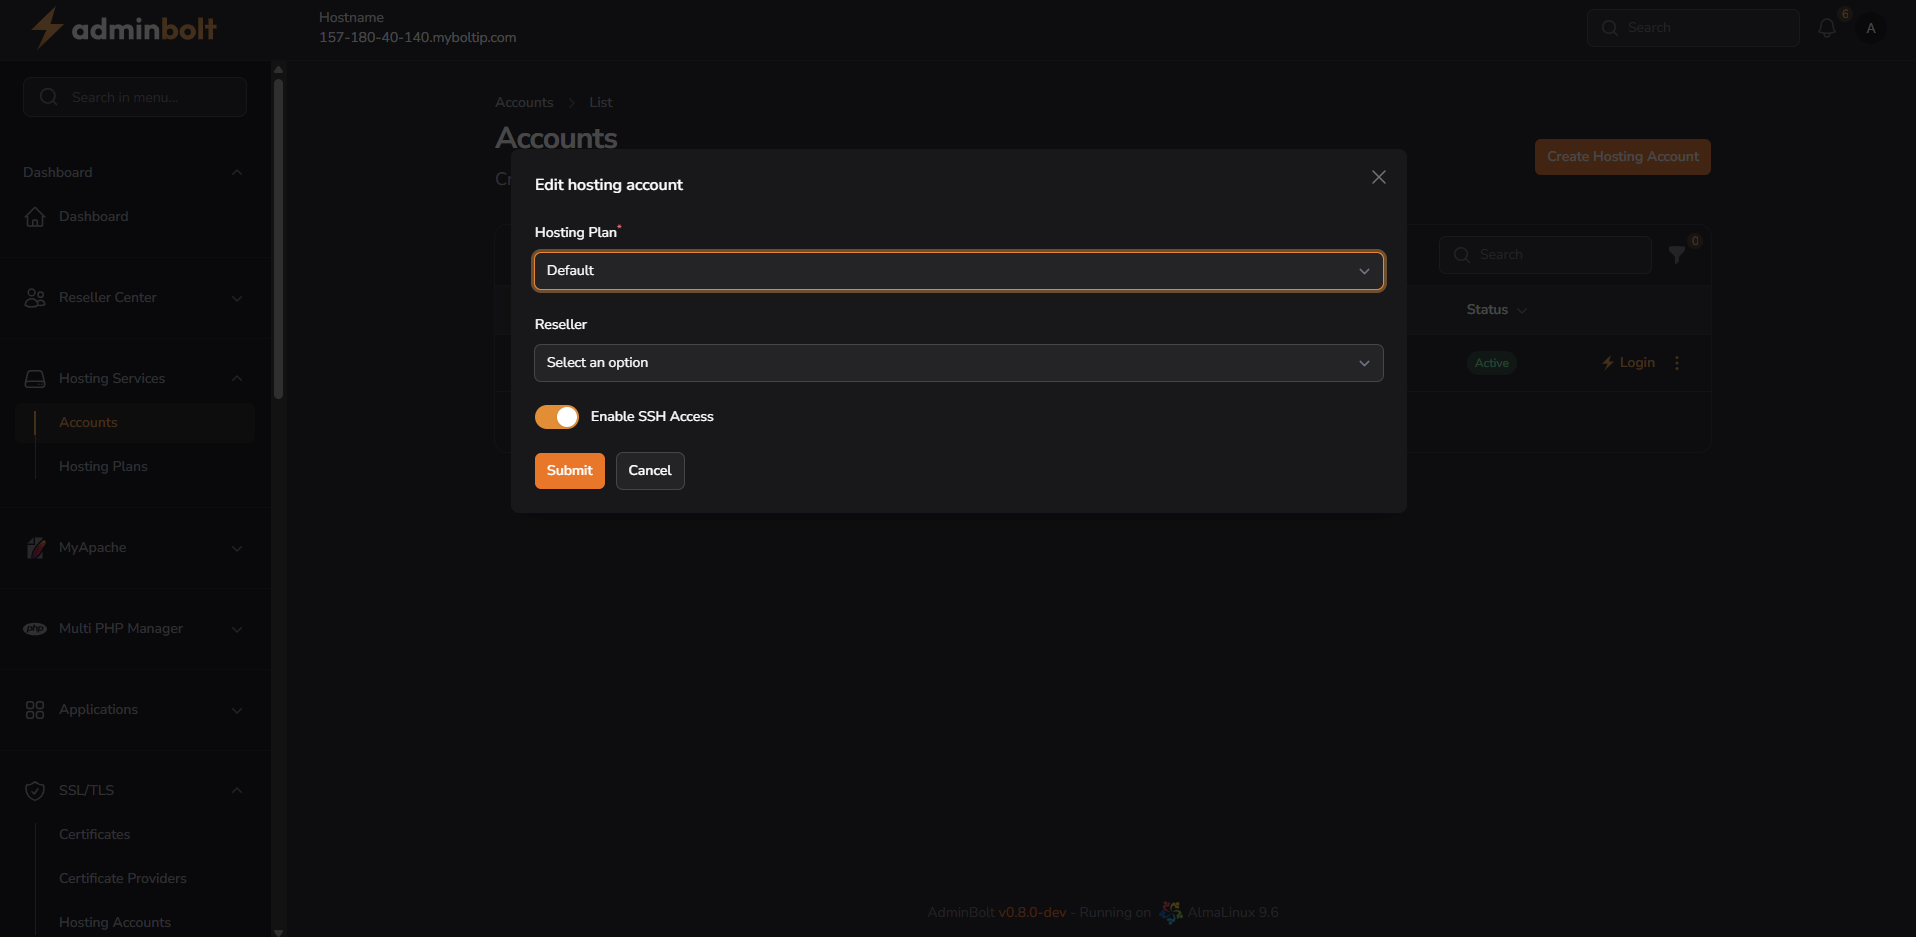 adminbolt
Hostname
157-180-40-140.myboltip.com
Search
6
A
Search in menu...
Dashboard
Dashboard
Reseller Center
Hosting Services
Accounts
Hosting Plans
MyApache
php
Multi PHP Manager
Applications
SSL/TLS
Certificates
Certificate Providers
Hosting Accounts
Accounts
List
Accounts
Cr
Create Hosting Account
Edit hosting account
Hosting Plan*
Default
Reseller
Select an option
Enable SSH Access
Submit
Cancel
Search
0
Status
Active
Login
AdminBolt v0.8.0-dev - Running on AlmaLinux 9.6